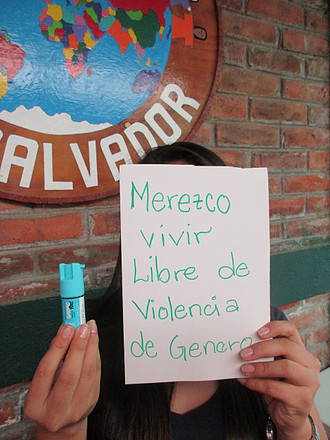 SALVADOR
Merezco
vivir
Libre de
Violencia
de Genero